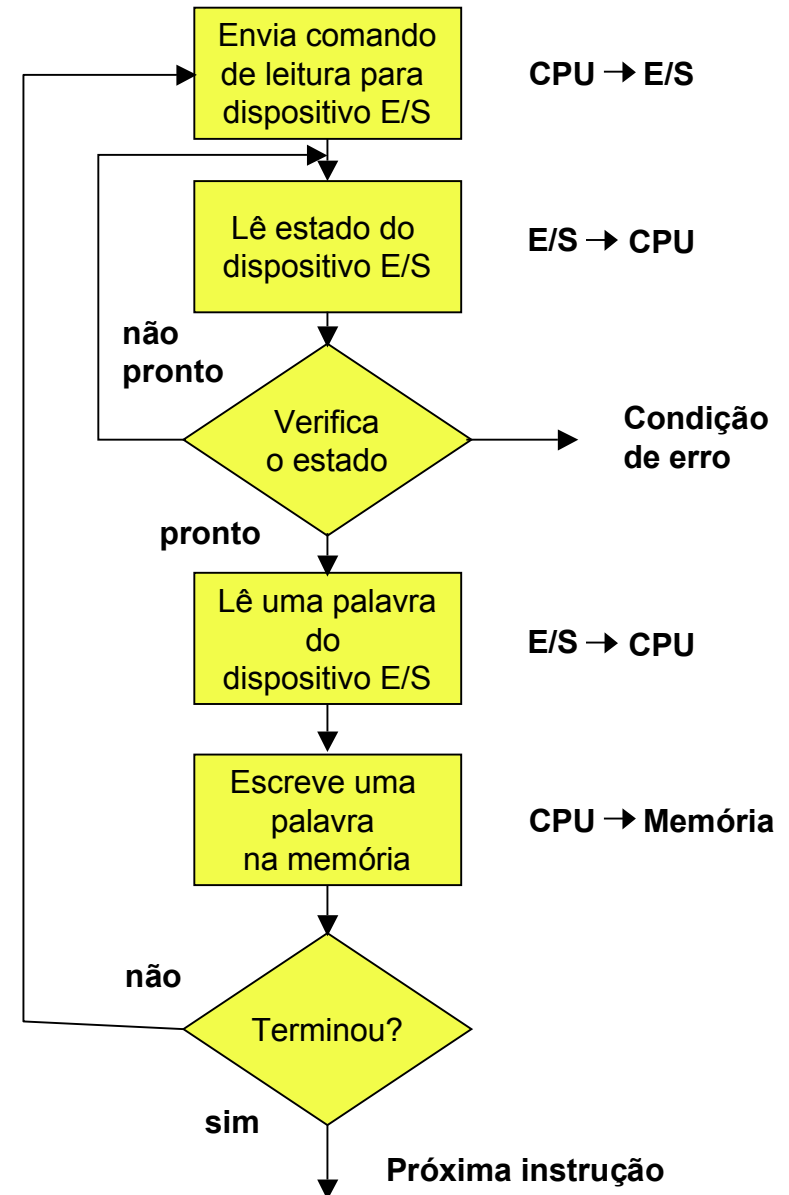 Envia comando
de leitura para
dispositivo E/S
CPU → E/S
Lê estado do
dispositivo E/S
E/S → CPU
não
pronto
Verifica
o estado
Condição
de erro
pronto
Lê uma palavra
do
dispositivo E/S
E/S → CPU
Escreve uma
palavra
na memória
CPU → Memória
não
Terminou?
sim
Próxima instrução